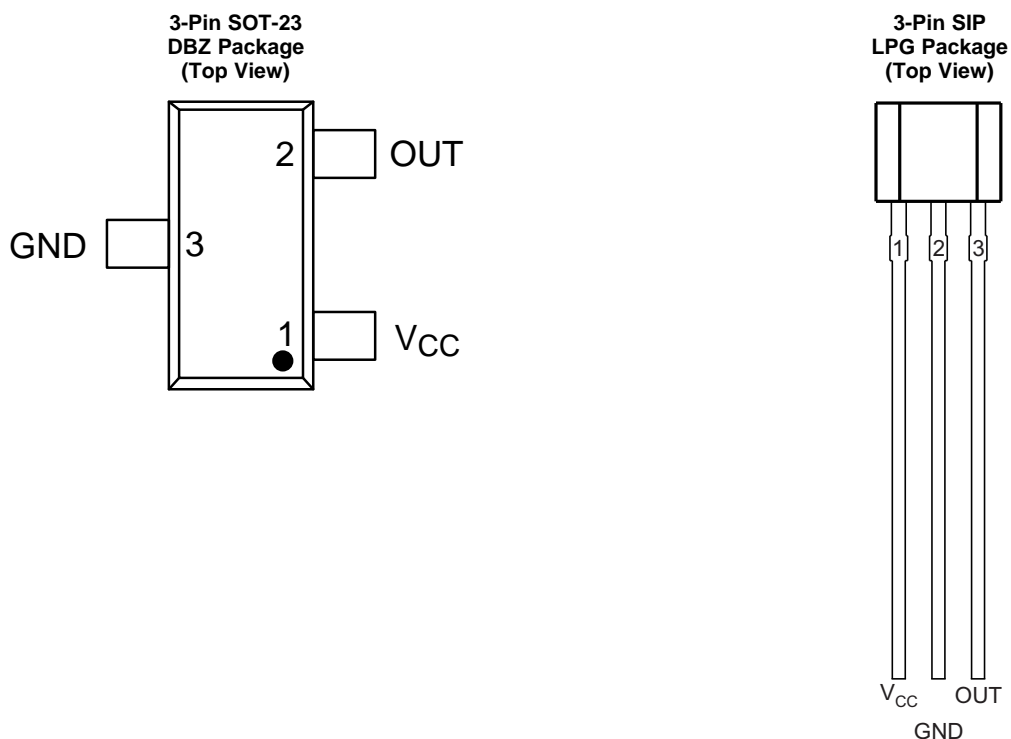 3-Pin SOT-23
DBZ Package
(Top View)
2
OUT
GND
3
1
VCC
3-Pin SIP
LPG Package
(Top View)
1 2 3
VCC OUT
GND